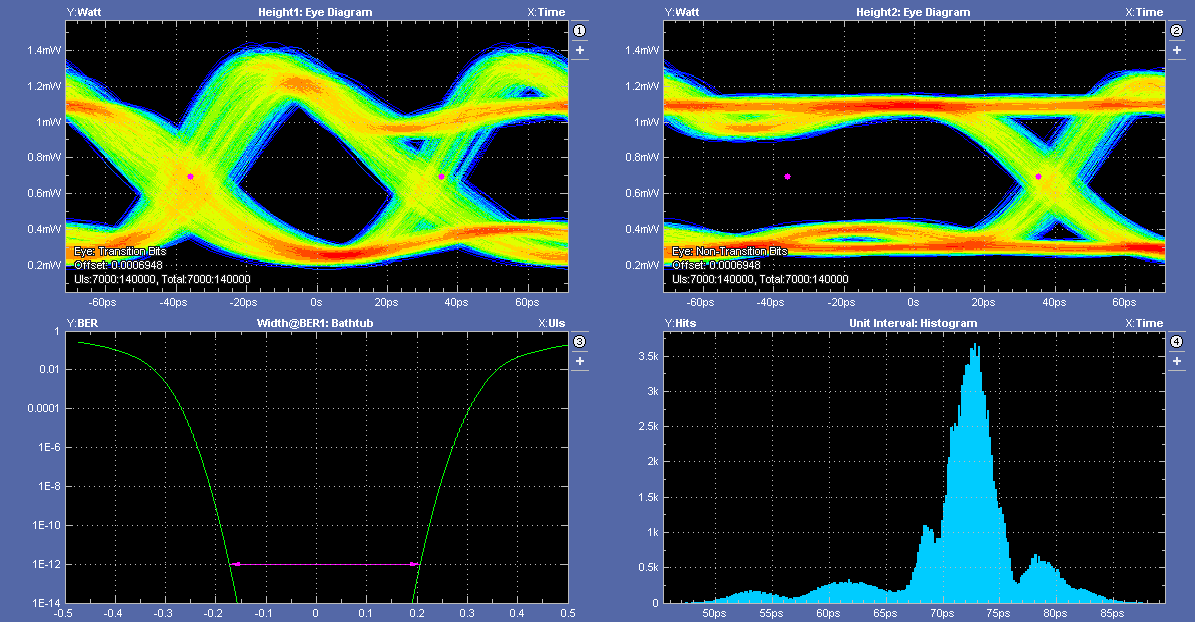 Y:Watt Height1: Eye Diagram X:Time
1
+
1.4mW
1.2mW
1mW
0.8mW
0.6mW
0.4mW
0.2mW
Eye: Transition Bits
Offset: 0.0006948
UIs:7000:140000, Total:7000:140000
-60ps -40ps -20ps 0s 20ps 40ps 60ps
Y:Watt Height2: Eye Diagram X:Time
2
+
1.4mW
1.2mW
1mW
0.8mW
0.6mW
0.4mW
0.2mW
Eye: Non-Transition Bits
Offset: 0.0006948
UIs:7000:140000, Total:7000:140000
-60ps -40ps -20ps 0s 20ps 40ps 60ps
Y:BER Width@BER1: Bathtub X:UIs
3
+
1
0.01
0.0001
1E-6
1E-8
1E-10
1E-12
1E-14
-0.5 -0.4 -0.3 -0.2 -0.1 0 0.1 0.2 0.3 0.4 0.5
Y:Hits Unit Interval: Histogram X:Time
4
+
3.5k
3k
2.5k
2k
1.5k
1k
0.5k
0
50ps 55ps 60ps 65ps 70ps 75ps 80ps 85ps